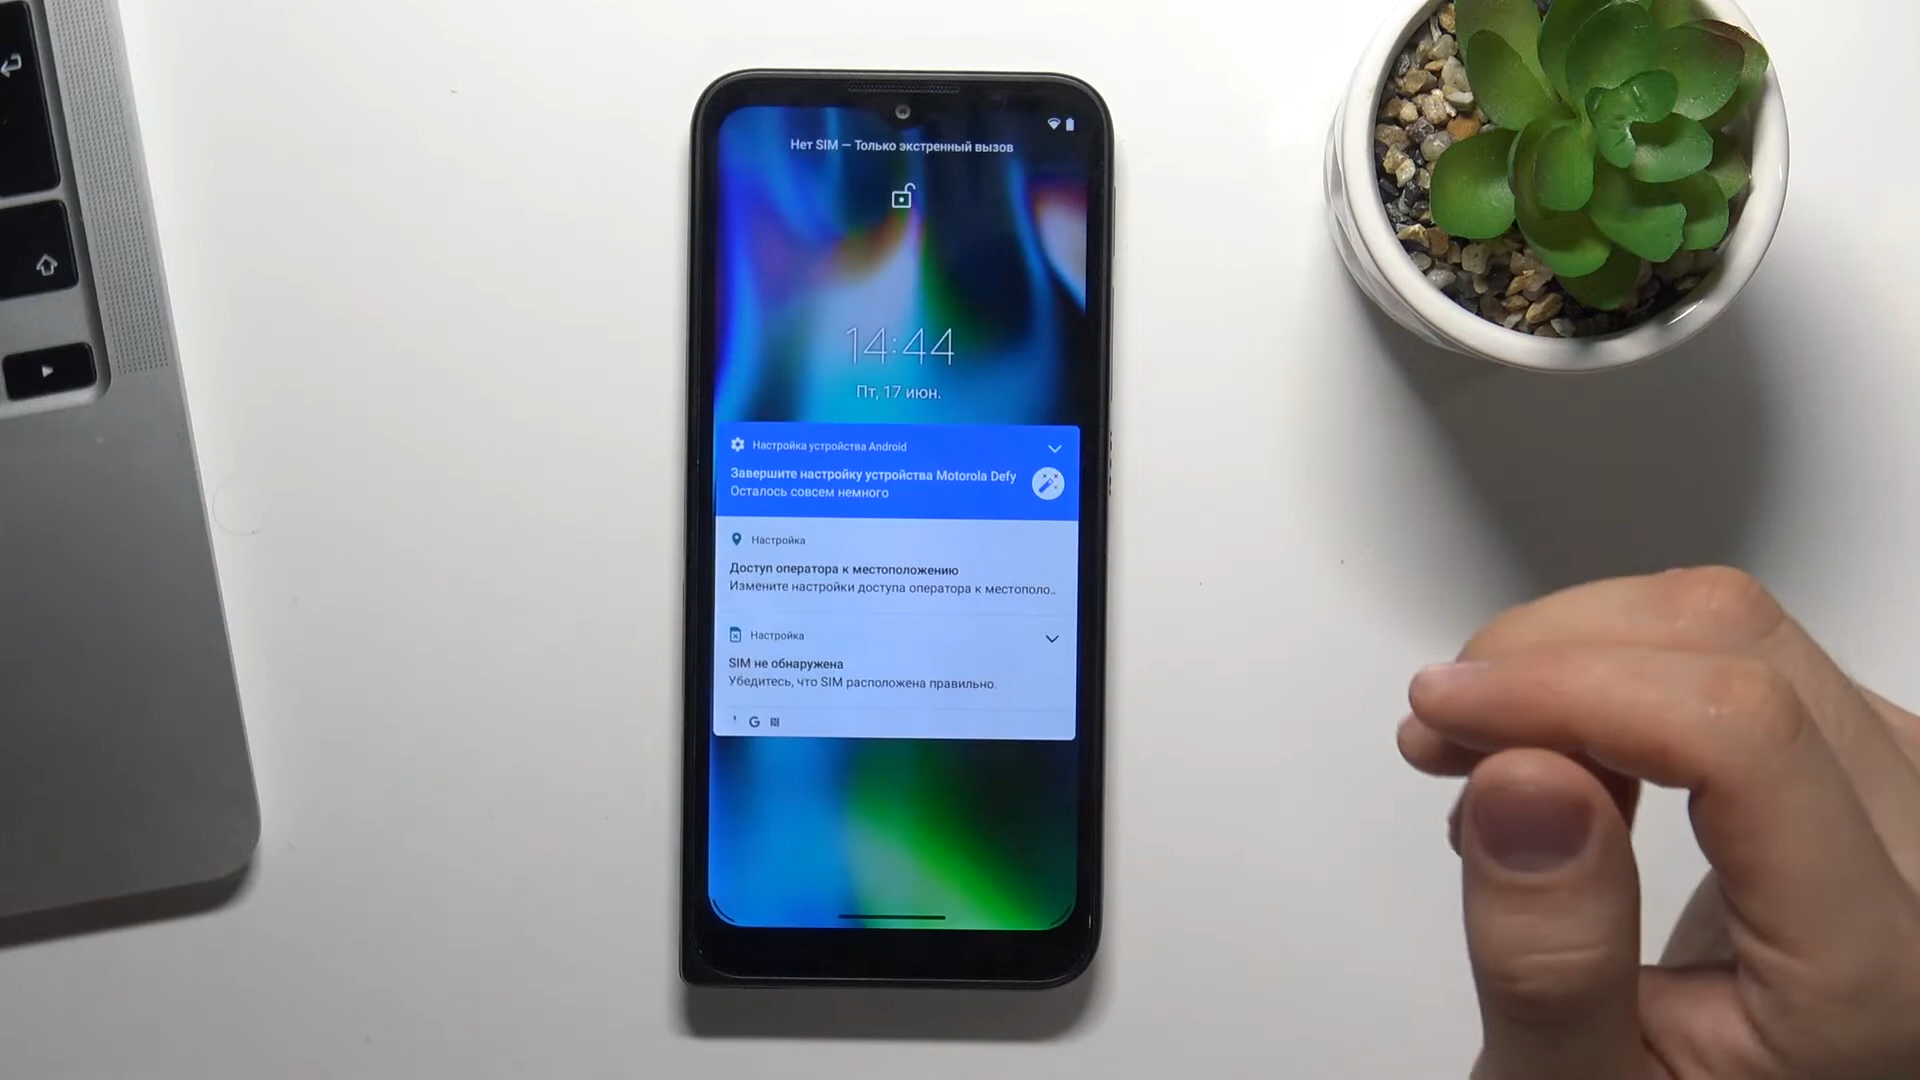 Нет SIM — Только экстренный вызов
14:44
Пт, 17 июн.
Настройка устройства Android
Завершите настройку устройства Motorola Defy
Осталось совсем немного
Настройка
Доступ оператора к местоположению
Измените настройки доступа оператора к местополо..
Настройка
SIM не обнаружена
Убедитесь, что SIM расположена правильно.
G